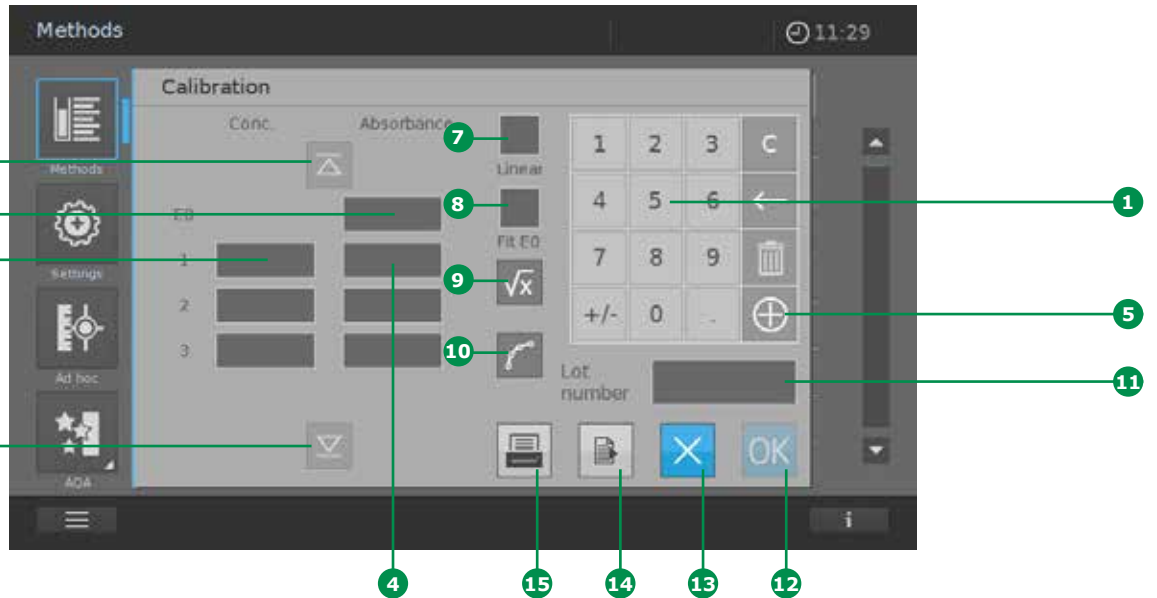 Methods
11:29
Calibration
Conc.
Absorbance
7
Linear
1
2
3
C
Methods
E0
8
Fit E0
4
5
6
←
1
1
7
8
9
Settings
9
√x
2
+/-
0
.
5
3
10
Ad hoc
Lot
number
11
OK
AQA
i
4
15
14
13
12